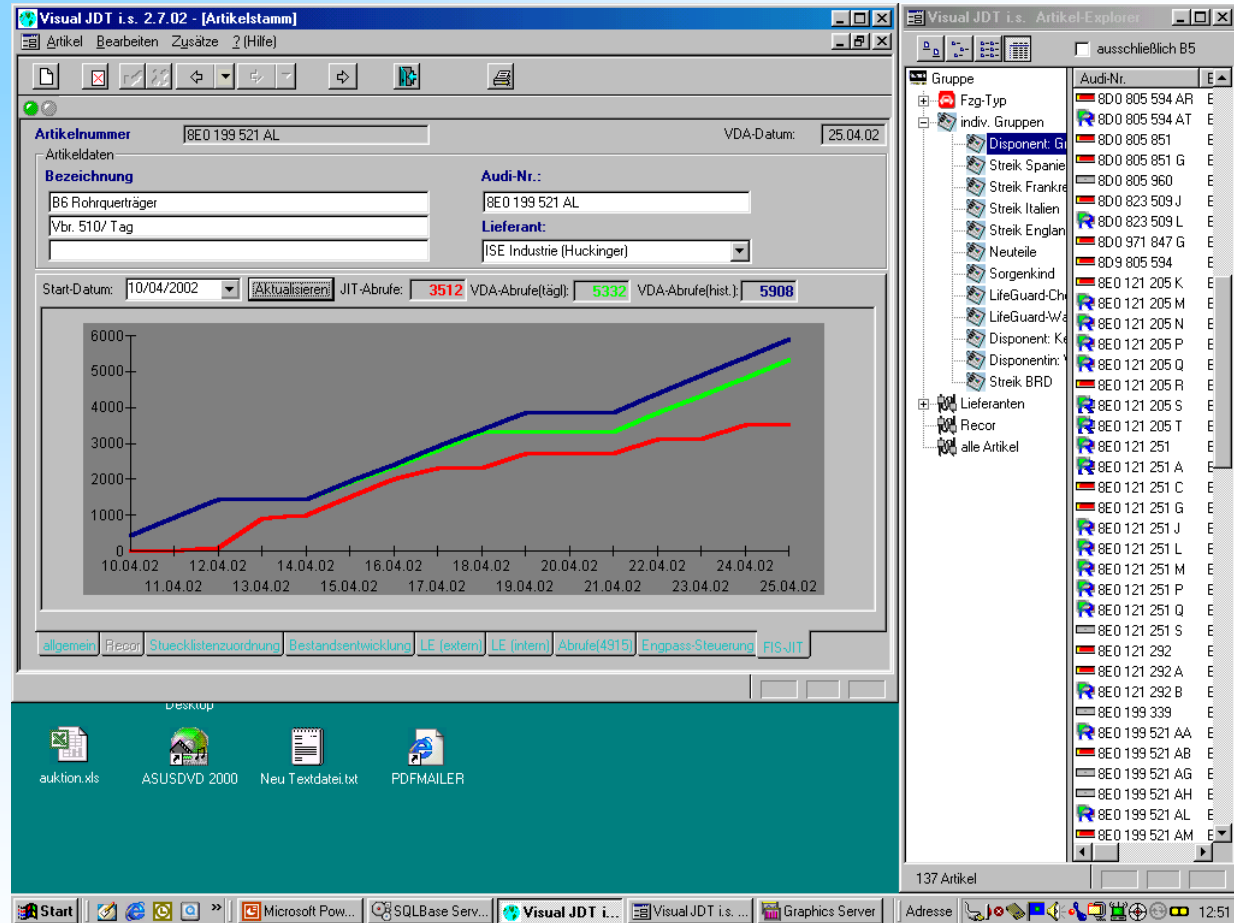 Visual JDT i.s. 2.7.02 - [Artikelstamm]
Artikel Bearbeiten Zusätze ? (Hilfe)
Artikelnummer 8E0 199 521 AL VDA-Datum: 25.04.02
Artikeldaten
Bezeichnung Audi-Nr.:
B6 Rohrquerträger 8E0 199 521 AL
Vbr. 510/ Tag Lieferant:
ISE Industrie (Huckinger)
Start-Datum: 10/04/2002 Aktualisieren JIT-Abrufe: 3512 VDA-Abrufe(tägl): 5332 VDA-Abrufe(hist.): 5908
6000
5000
4000
3000
2000
1000
0
10.04.02 12.04.02 14.04.02 16.04.02 18.04.02 20.04.02 22.04.02 24.04.02
11.04.02 13.04.02 15.04.02 17.04.02 19.04.02 21.04.02 23.04.02 25.04.02
allgemein Recor Stuecklistenzuordnung Bestandsentwicklung LE (extern) LE (intern) Abrufe(4915) Engpass-Steuerung FIS-JIT
Desktop
auktion.xls ASUSDVD 2000 Neu Textdatei.txt PDFMAILER
Visual JDT i.s. Artikel-Explorer
ausschließlich B5
Gruppe
Fzg-Typ
indiv. Gruppen
Disponent: G
Streik Spanie
Streik Frankre
Streik Italien
Streik Englan
Neuteile
Sorgenkind
LifeGuard-Ch
LifeGuard-Wa
Disponent: Ke
Disponentin:
Streik BRD
Lieferanten
Recor
alle Artikel
Audi-Nr. E
8D0 805 594 AR E
8D0 805 594 AT E
8D0 805 851 E
8D0 805 851 G E
8D0 805 960 E
8D0 823 509 J E
8D0 823 509 L E
8D0 971 847 G E
8D9 805 594 E
8E0 121 205 K E
8E0 121 205 M E
8E0 121 205 N E
8E0 121 205 P E
8E0 121 205 Q E
8E0 121 205 R E
8E0 121 205 S E
8E0 121 205 T E
8E0 121 251 E
8E0 121 251 A E
8E0 121 251 C E
8E0 121 251 G E
8E0 121 251 J E
8E0 121 251 L E
8E0 121 251 M E
8E0 121 251 P E
8E0 121 251 Q E
8E0 121 251 S E
8E0 121 292 E
8E0 121 292 A E
8E0 121 292 B E
8E0 199 339 E
8E0 199 521 AA E
8E0 199 521 AB E
8E0 199 521 AG E
8E0 199 521 AH E
8E0 199 521 AL E
8E0 199 521 AM E
137 Artikel
Start » Microsoft Pow... SQLBase Serv... Visual JDT i... Visual JDT i.s. ... Graphics Server Adresse 12:51